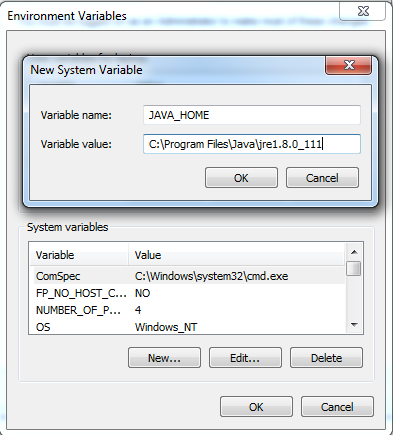 Environment Variables
New System Variable
Variable name: JAVA_HOME
Variable value: C:\Program Files\Java\jre1.8.0_111
OK Cancel
System variables
Variable Value
ComSpec C:\Windows\system32\cmd.exe
FP_NO_HOST_C... NO
NUMBER_OF_P... 4
OS Windows_NT
New... Edit... Delete
OK Cancel